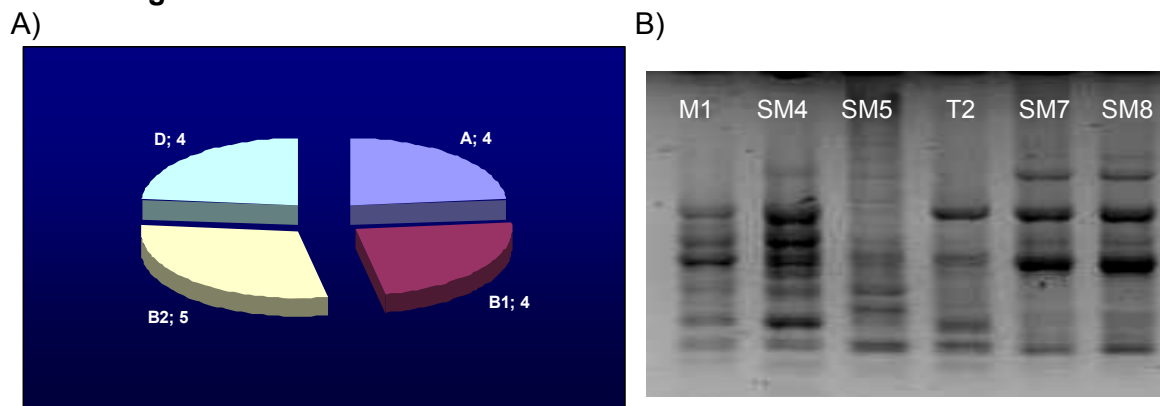 A)
B)
D; 4
A; 4
B2; 5
B1; 4
M1 SM4 SM5 T2 SM7 SM8